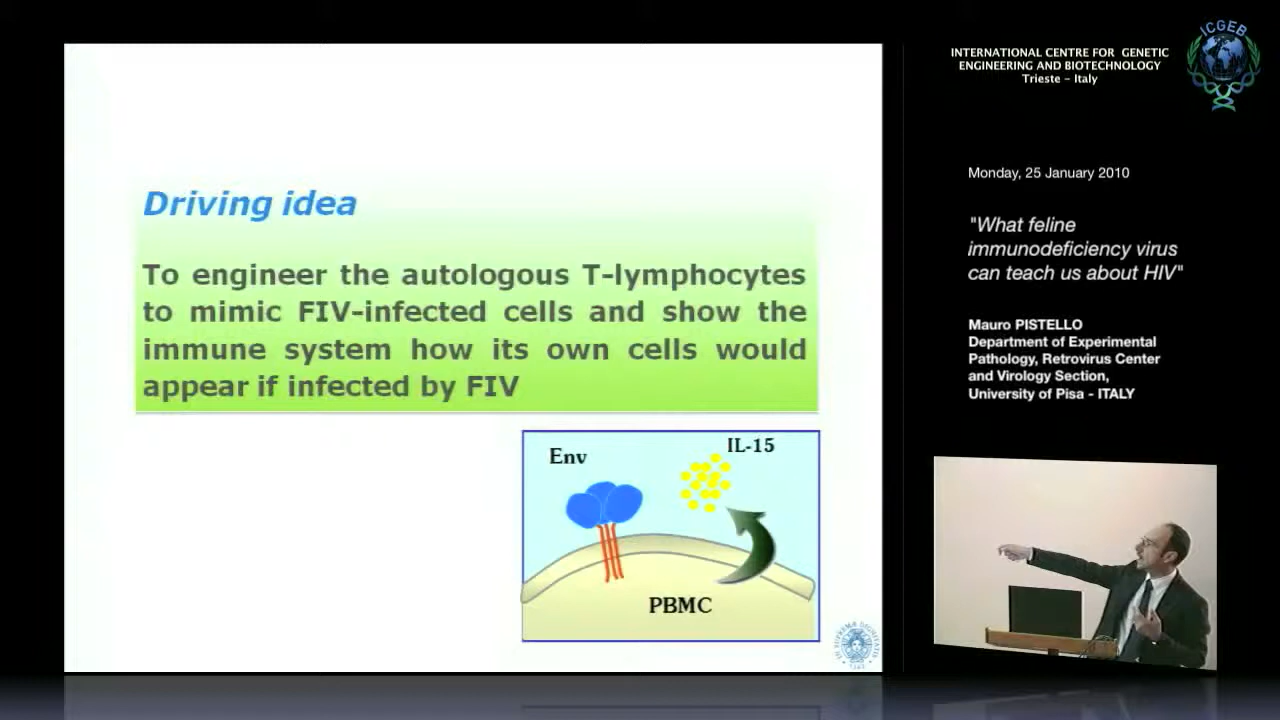 Driving idea
To engineer the autologous T-lymphocytes
to mimic FIV-infected cells and show the
immune system how its own cells would
appear if infected by FIV
Env
IL-15
PBMC
ICGEB
INTERNATIONAL CENTRE FOR GENETIC
ENGINEERING AND BIOTECHNOLOGY
Trieste - Italy
Monday, 25 January 2010
"What feline
immunodeficiency virus
can teach us about HIV"
Mauro PISTELLO
Department of Experimental
Pathology, Retrovirus Center
and Virology Section,
University of Pisa - ITALY